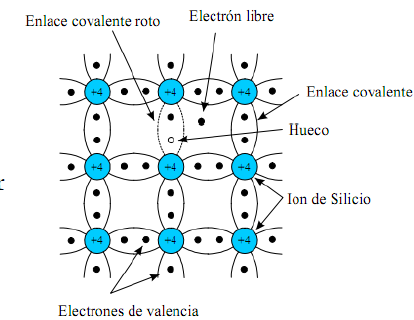 Electrón libre
Enlace covalente roto
+4 +4 +4
Enlace covalente
Hueco
r
+4 +4 +4
Ion de Silicio
+4 +4 +4
Electrones de valencia